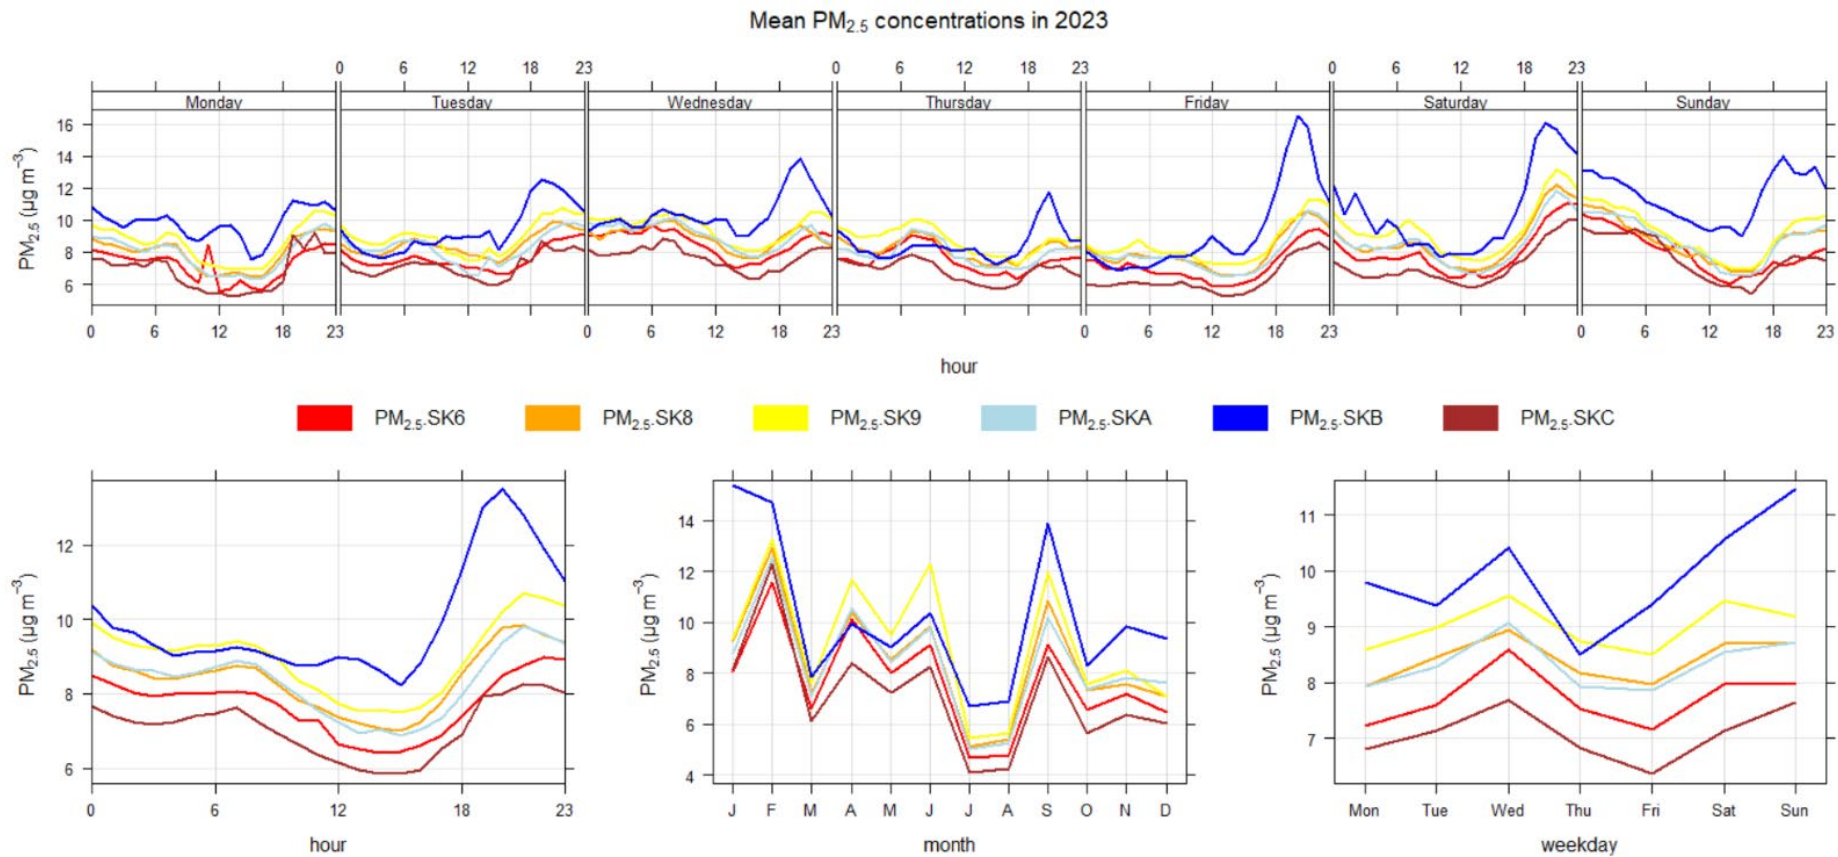 Mean PM2.5 concentrations in 2023
0 6 12 18 23 0 6 12 18 23 0 6 12 18 23
Monday Tuesday Wednesday Thursday Friday Saturday Sunday
PM2.5 (µg m−3)
16
14
12
10
8
6
0 6 12 18 23 0 6 12 18 23 0 6 12 18 23 0 6 12 18 23
hour
PM2.5-SK6 PM2.5-SK8 PM2.5-SK9 PM2.5-SKA PM2.5-SKB PM2.5-SKC
PM2.5 (µg m−3)
12
10
8
6
0 6 12 18 23
hour
PM2.5 (µg m−3)
14
12
10
8
6
4
J F M A M J J A S O N D
month
PM2.5 (µg m−3)
11
10
9
8
7
Mon Tue Wed Thu Fri Sat Sun
weekday